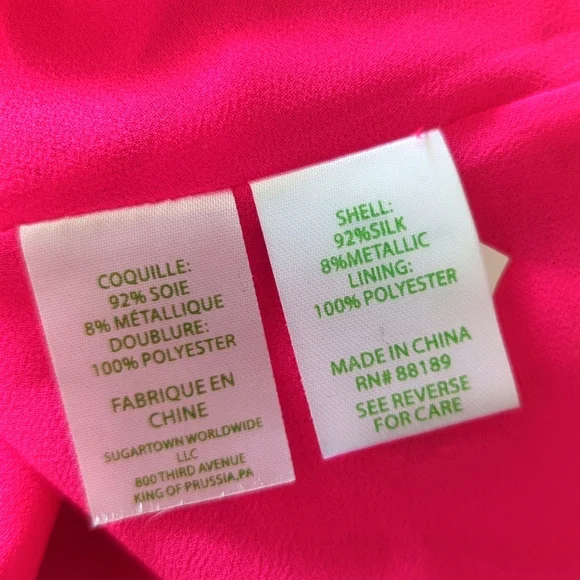 COQUILLE:
92% SOIE
8% MÉTALLIQUE
DOUBLURE:
100% POLYESTER
FABRIQUE EN
CHINE
SUGARTOWN WORLDWIDE
LLC
800 THIRD AVENUE
KING OF PRUSSIA,PA
SHELL:
92%SILK
8%METALLIC
LINING:
100% POLYESTER
MADE IN CHINA
RN# 88189
SEE REVERSE
FOR CARE